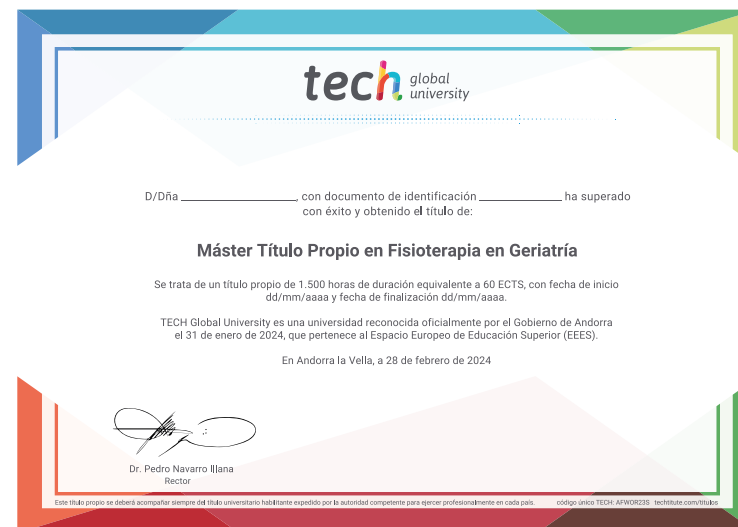 tech global university
D/Dña ____________, con documento de identificación ____________ ha superado
con éxito y obtenido el título de:
Máster Título Propio en Fisioterapia en Geriatría
Se trata de un título propio de 1.500 horas de duración equivalente a 60 ECTS, con fecha de inicio
dd/mm/aaaa y fecha de finalización dd/mm/aaaa.
TECH Global University es una universidad reconocida oficialmente por el Gobierno de Andorra
el 31 de enero de 2024, que pertenece al Espacio Europeo de Educación Superior (EEES).
En Andorra la Vella, a 28 de febrero de 2024
Dr. Pedro Navarro Illana
Rector
Este título propio se deberá acompañar siempre del título universitario habilitante expedido por la autoridad competente para ejercer profesionalmente en cada país. código único TECH: AFWOR23S techtitute.com/titulos